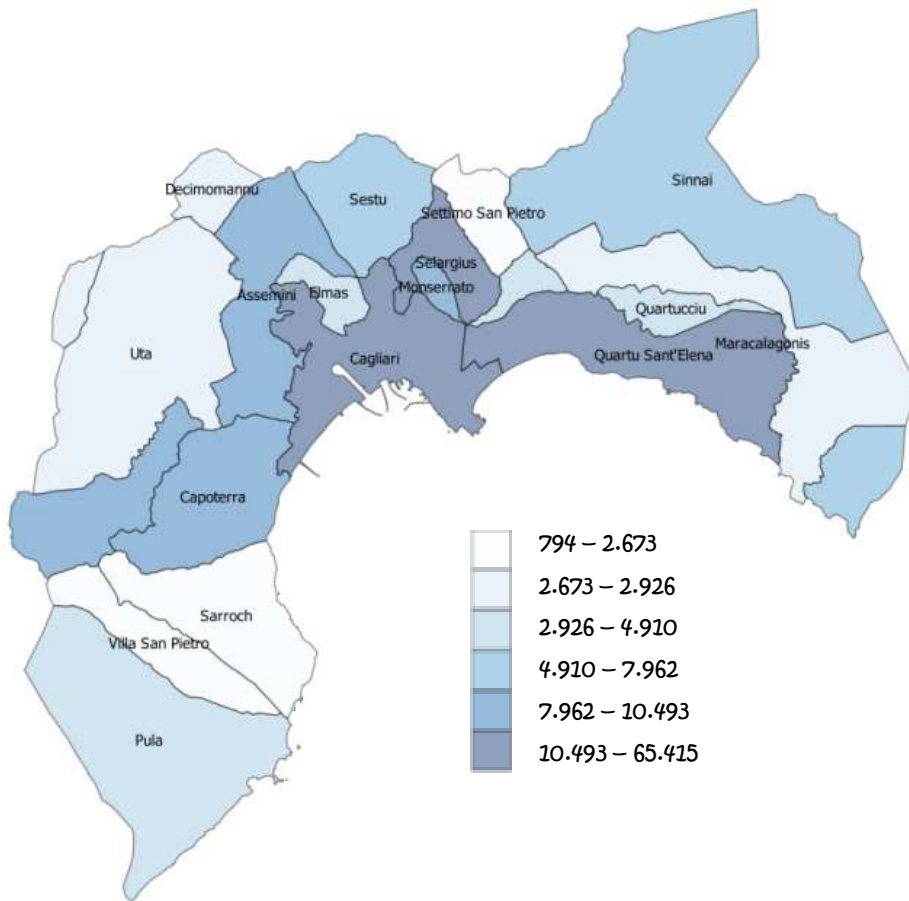 Sinnai
Decimomannu
Sestu
Settimo San Pietro
Selargius
Monserrato
Assemini
Elmas
Quartucciu
Maracalagonis
Uta
Cagliari
Quartu Sant'Elena
Capoterra
794 – 2.673
2.673 – 2.926
2.926 – 4.910
4.910 – 7.962
7.962 – 10.493
10.493 – 65.415
Sarroch
Villa San Pietro
Pula